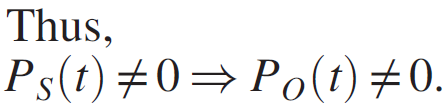 Thus,
P_S(t) ≠ 0 ⇒ P_O(t) ≠ 0.